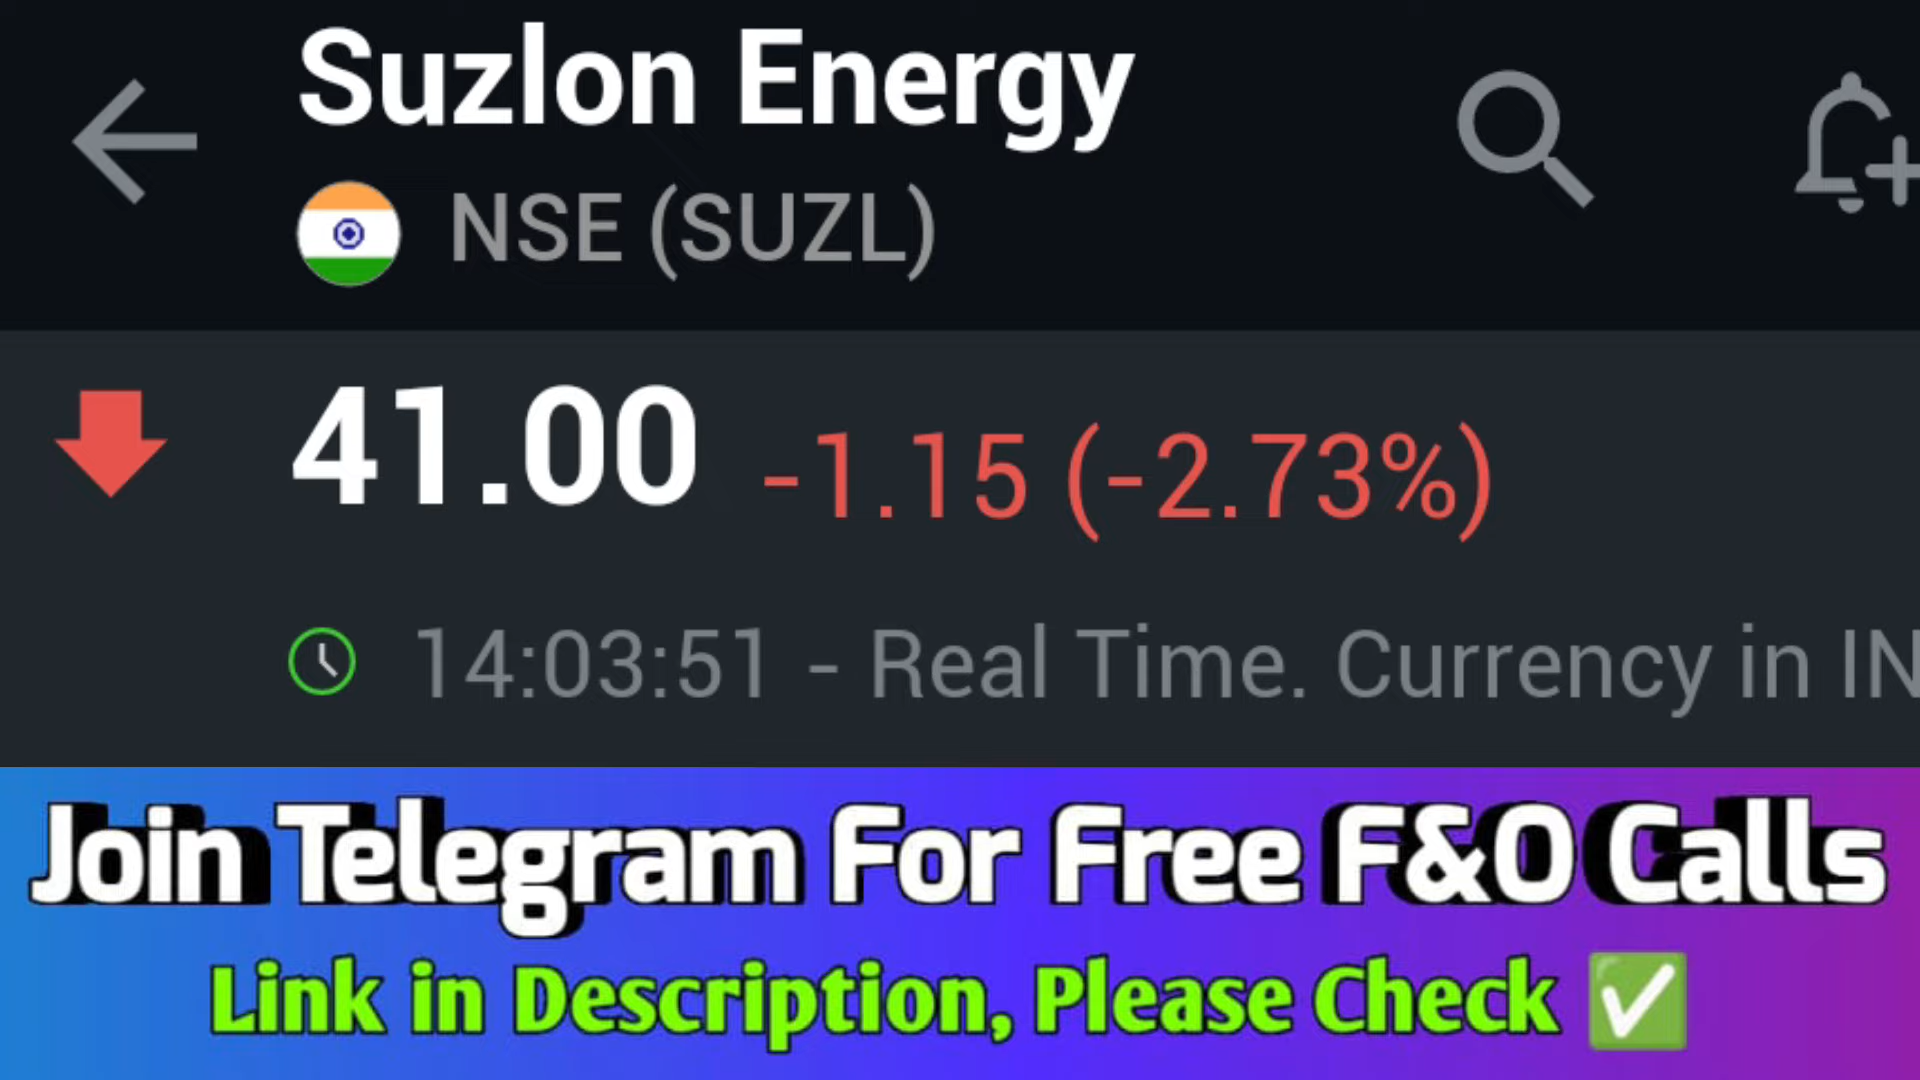 Suzlon Energy
NSE (SUZL)
41.00 -1.15 (-2.73%)
14:03:51 - Real Time. Currency in IN
Join Telegram For Free F&O Calls
Link in Description, Please Check ✅